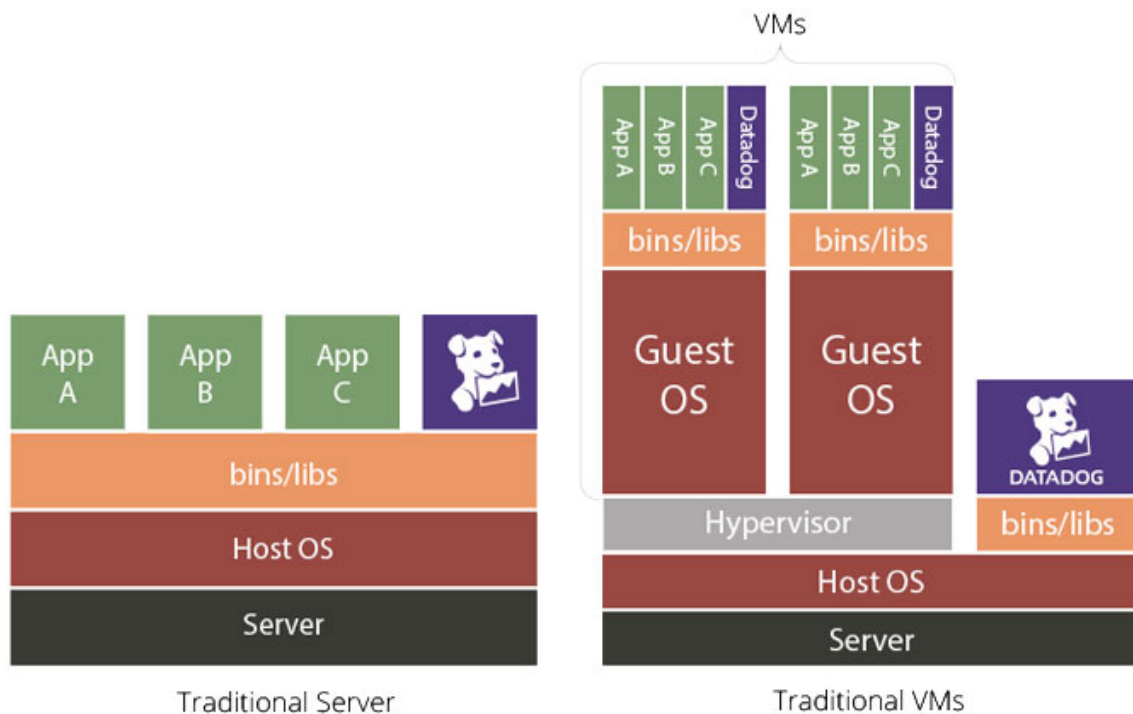 VMs
App A
App B
App C
Datadog
App A
App B
App C
Datadog
bins/libs
bins/libs
Guest
OS
Guest
OS
App
A
App
B
App
C
DATADOG
bins/libs
Hypervisor
bins/libs
Host OS
Host OS
Server
Server
Traditional Server
Traditional VMs